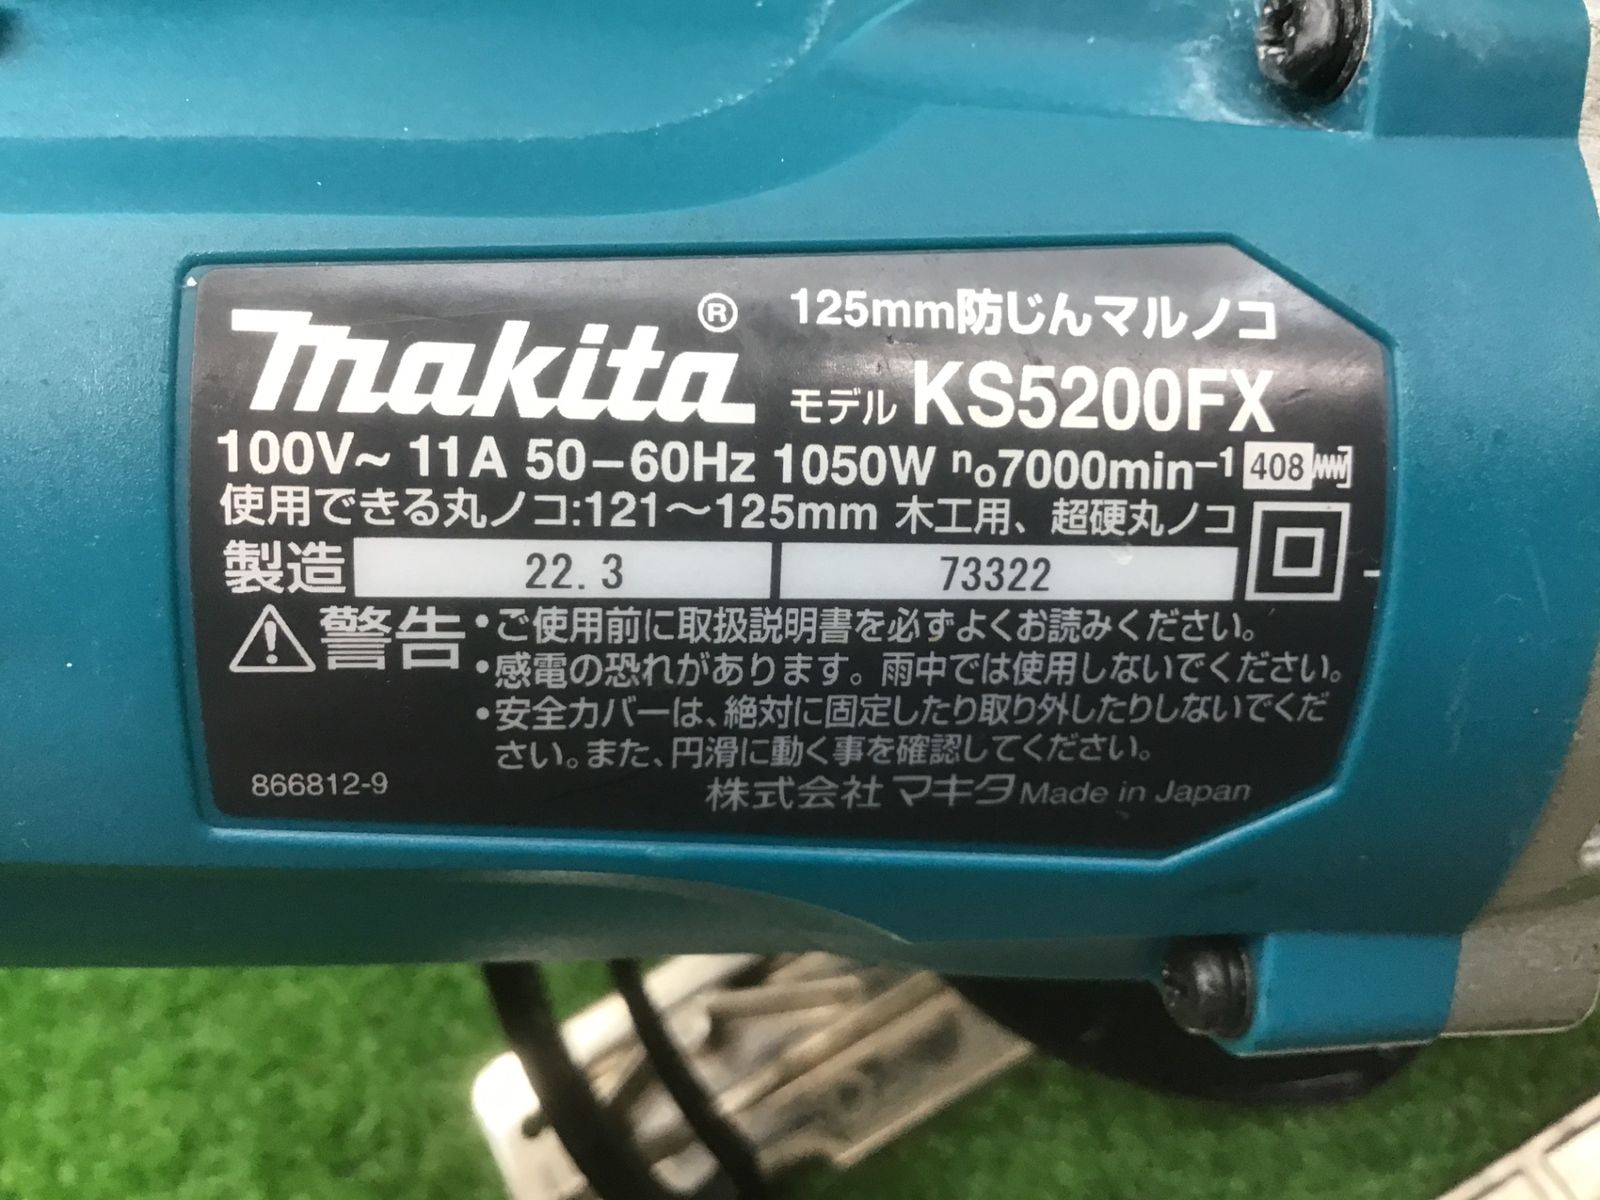 makita®
125mm防じんマルノコ
モデル KS5200FX
100V~ 11A 50-60Hz 1050W no7000min-1 408
使用できる丸ノコ:121～125mm 木工用、超硬丸ノコ
製造 22.3 73322
警告 •ご使用前に取扱説明書を必ずよくお読みください。
•感電の恐れがあります。雨中では使用しないでください。
•安全カバーは、絶対に固定したり取り外したりしないでくだ
さい。また、円滑に動く事を確認してください。
866812-9
株式会社マキタ Made in Japan